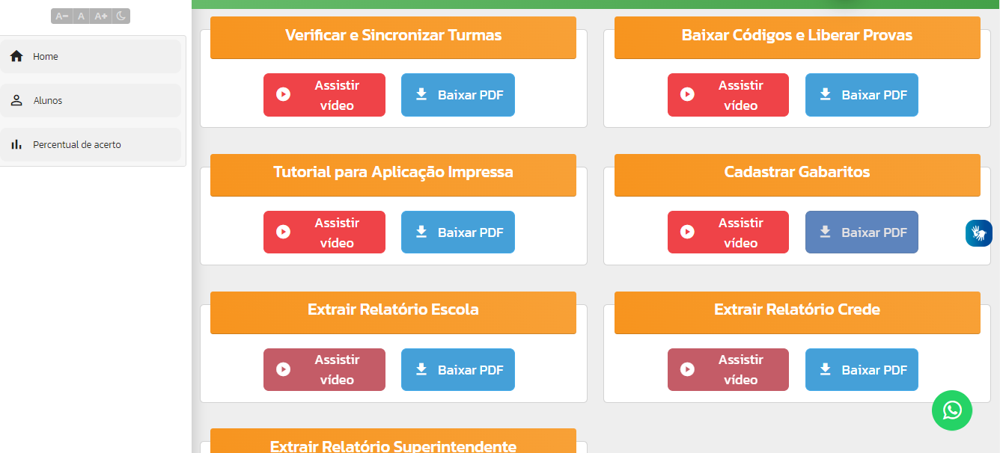 A− A A+
Home
Alunos
Percentual de acerto
Verificar e Sincronizar Turmas
Assistir
vídeo
Baixar PDF
Baixar Códigos e Liberar Provas
Assistir
vídeo
Baixar PDF
Tutorial para Aplicação Impressa
Assistir
vídeo
Baixar PDF
Cadastrar Gabaritos
Assistir
vídeo
Baixar PDF
Extrair Relatório Escola
Assistir
vídeo
Baixar PDF
Extrair Relatório Crede
Assistir
vídeo
Baixar PDF
Extrair Relatório Superintendente